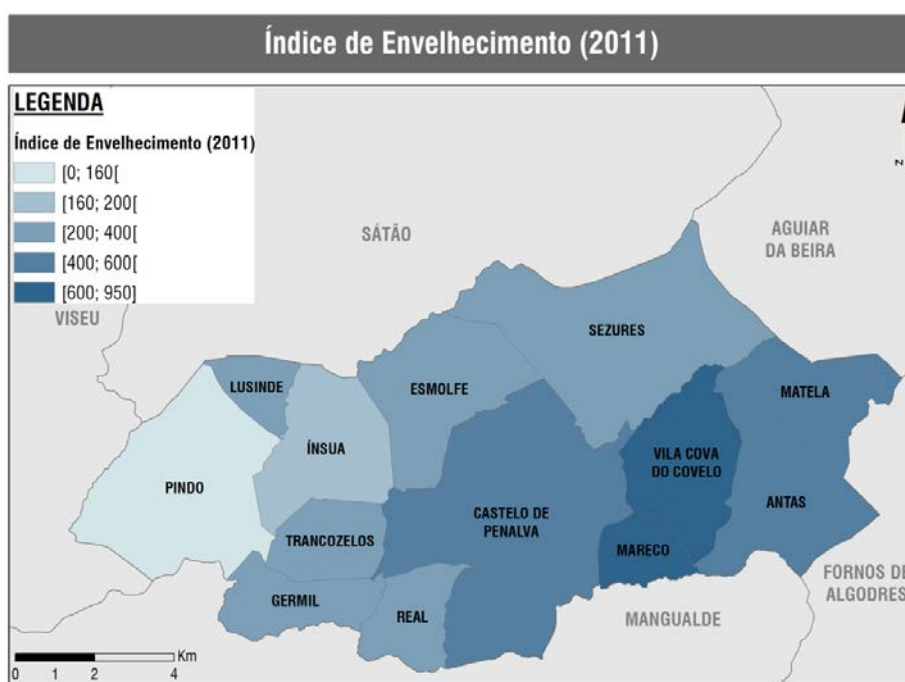 Índice de Envelhecimento (2011)
LEGENDA
Índice de Envelhecimento (2011)
[0; 160[
[160; 200[
[200; 400[
[400; 600[
[600; 950]
N
SÁTÃO
AGUIAR
DA BEIRA
VISEU
SEZURES
LUSINDE
ESMOLFE
MATELA
ÍNSUA
VILA COVA
DO COVELO
PINDO
CASTELO DE
PENALVA
ANTAS
TRANCOZELOS
MARECO
GERMIL
REAL
MANGUALDE
FORNOS DE
ALGODRES
Km
0 1 2 4